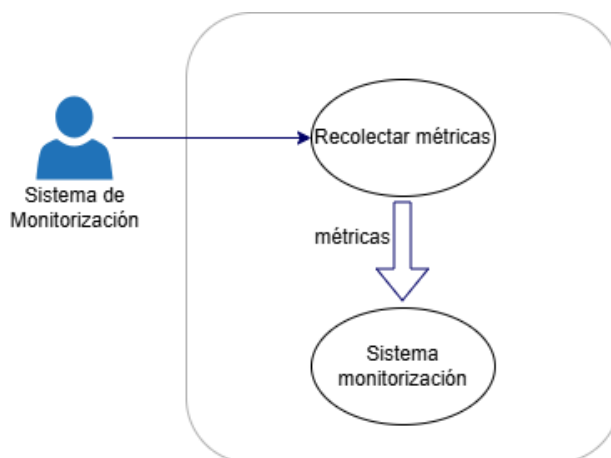 Recolectar métricas
Sistema de
Monitorización
métricas
Sistema
monitorización